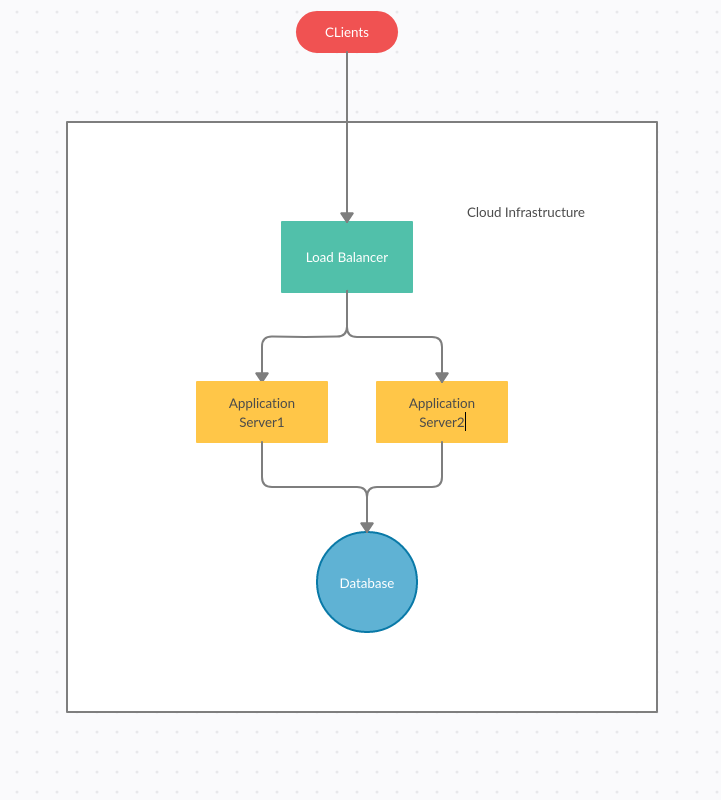 CLients
Cloud Infrastructure
Load Balancer
Application
Server1
Application
Server2
Database